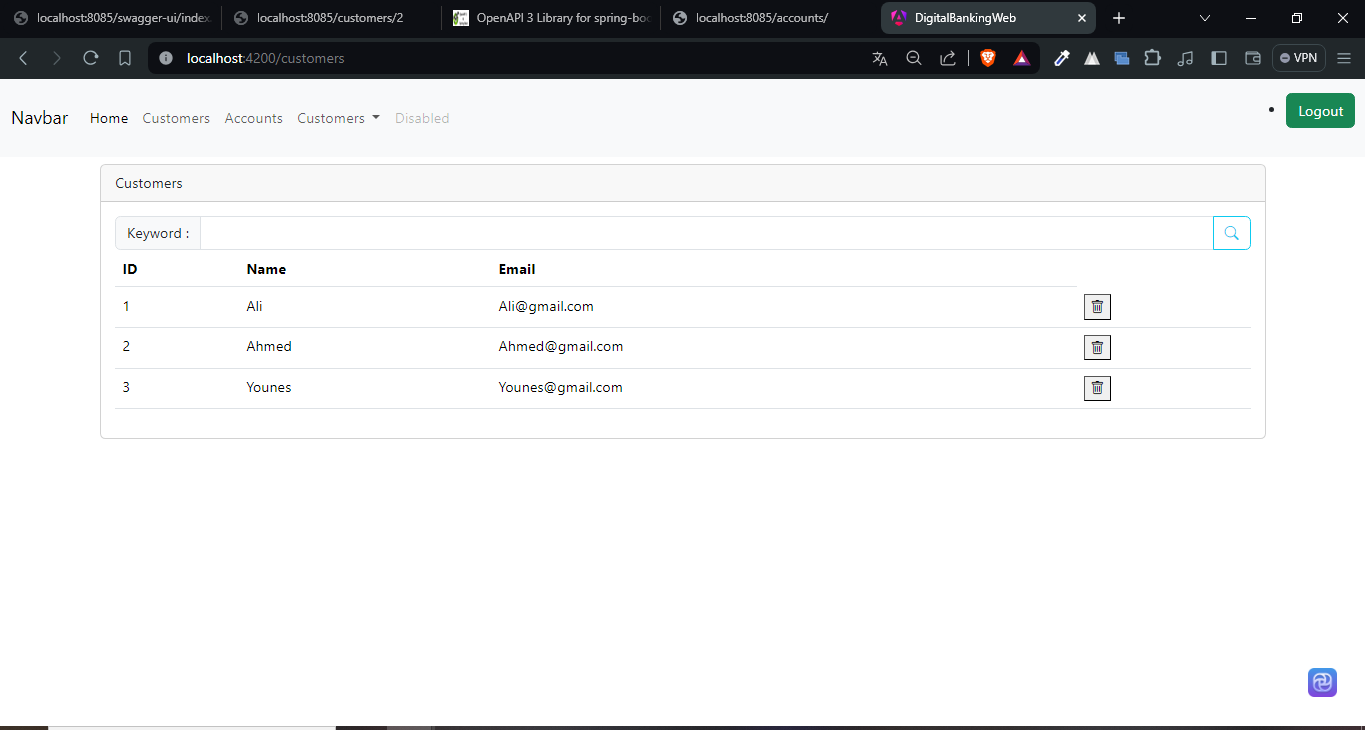 localhost:8085/swagger-ui/index. localhost:8085/customers/2 OpenAPI 3 Library for spring-boo localhost:8085/accounts/ DigitalBankingWeb
localhost:4200/customers VPN
Navbar Home Customers Accounts Customers Disabled Logout
Customers
Keyword :
ID Name Email
1 Ali Ali@gmail.com
2 Ahmed Ahmed@gmail.com
3 Younes Younes@gmail.com